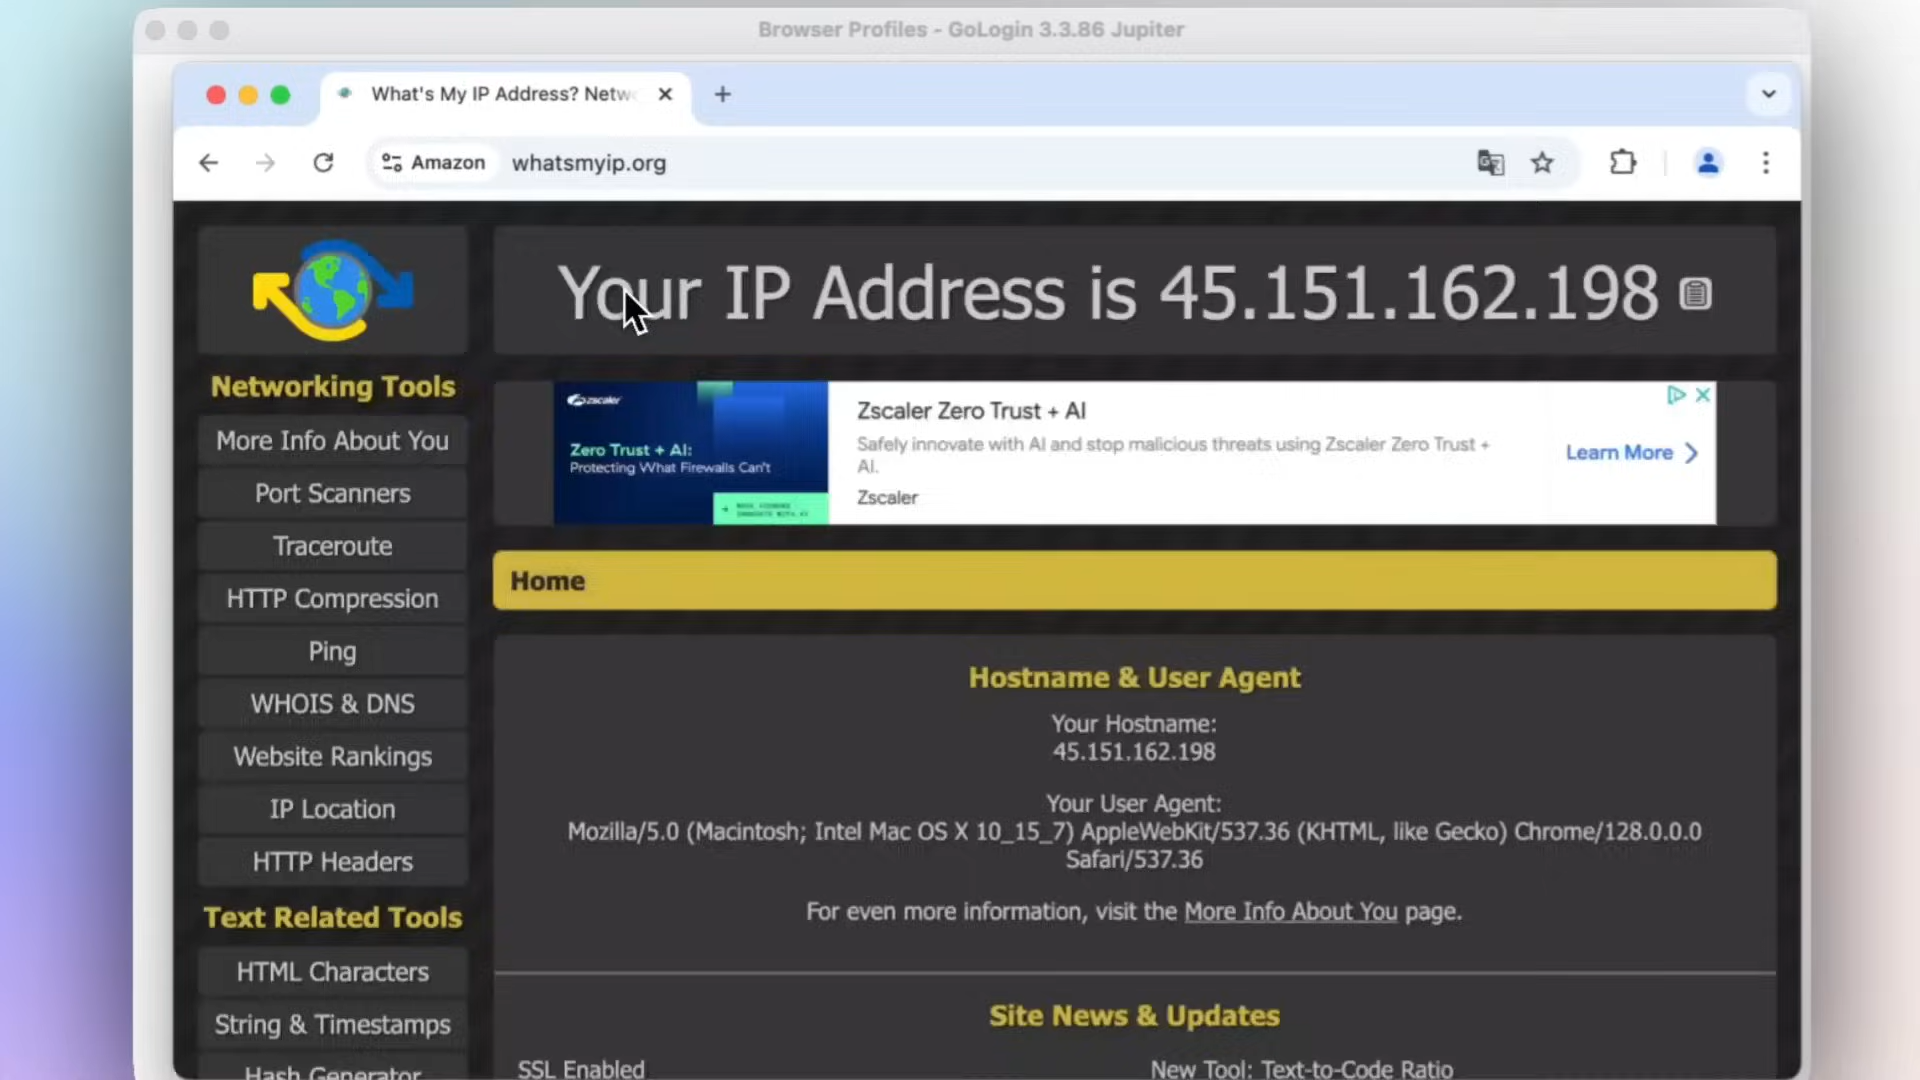 Browser Profiles - GoLogin 3.3.86 Jupiter
What's My IP Address? Netw
Amazon
whatsmyip.org
Your IP Address is 45.151.162.198
Networking Tools
More Info About You
Port Scanners
Traceroute
HTTP Compression
Ping
WHOIS & DNS
Website Rankings
IP Location
HTTP Headers
Text Related Tools
HTML Characters
String & Timestamps
Hash Generator
zscaler
Zero Trust + AI:
Protecting What Firewalls Can't
Zscaler Zero Trust + AI
Safely innovate with AI and stop malicious threats using Zscaler Zero Trust +
AI.
Zscaler
Learn More
Home
Hostname & User Agent
Your Hostname:
45.151.162.198
Your User Agent:
Mozilla/5.0 (Macintosh; Intel Mac OS X 10_15_7) AppleWebKit/537.36 (KHTML, like Gecko) Chrome/128.0.0.0
Safari/537.36
For even more information, visit the More Info About You page.
Site News & Updates
SSL Enabled
New Tool: Text-to-Code Ratio